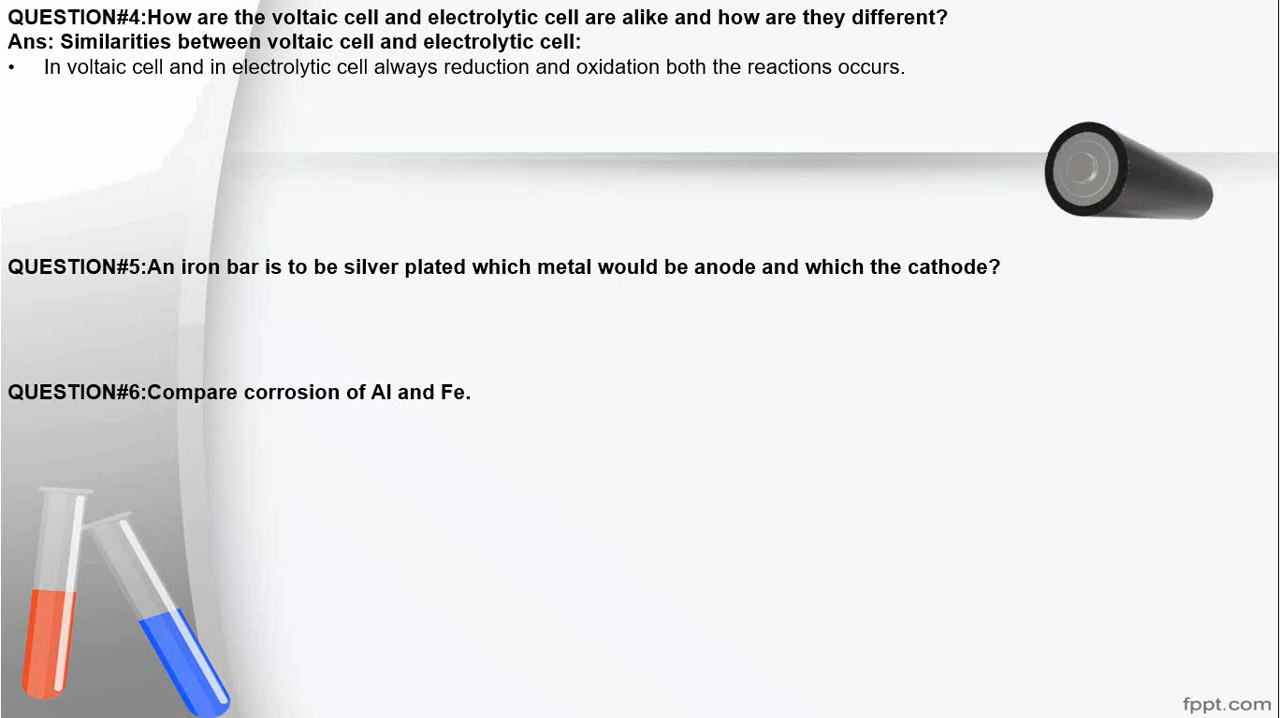 QUESTION#4:How are the voltaic cell and electrolytic cell are alike and how are they different?
Ans: Similarities between voltaic cell and electrolytic cell:
• In voltaic cell and in electrolytic cell always reduction and oxidation both the reactions occurs.
QUESTION#5:An iron bar is to be silver plated which metal would be anode and which the cathode?
QUESTION#6:Compare corrosion of Al and Fe.
fppt.com